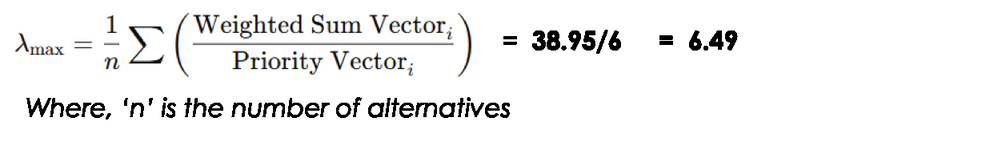 λmax = 1/n ∑ (Weighted Sum Vectorᵢ / Priority Vectorᵢ) = 38.95/6 = 6.49
Where, 'n' is the number of alternatives